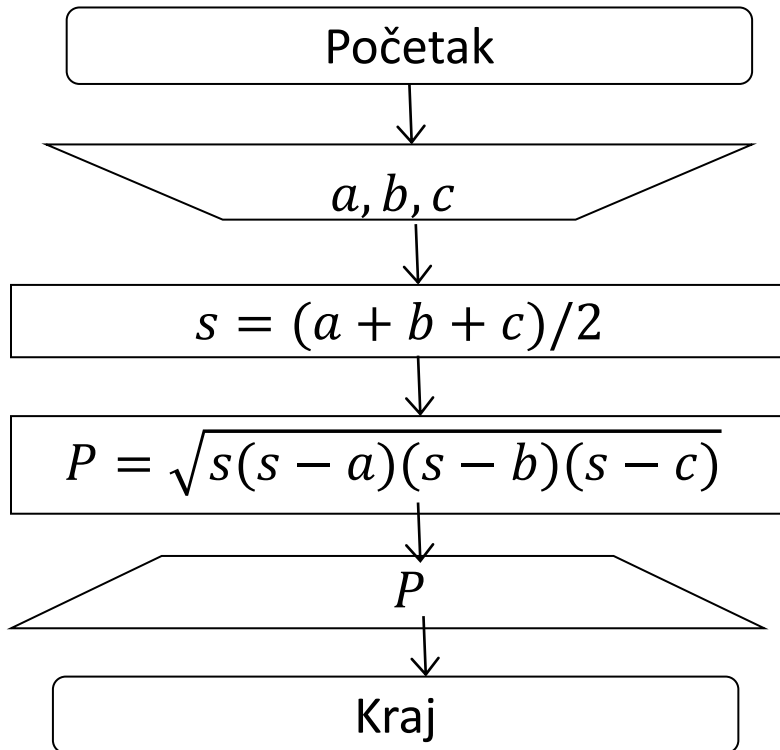 Početak
a, b, c
s = (a + b + c)/2
P = √s(s − a)(s − b)(s − c)
P
Kraj